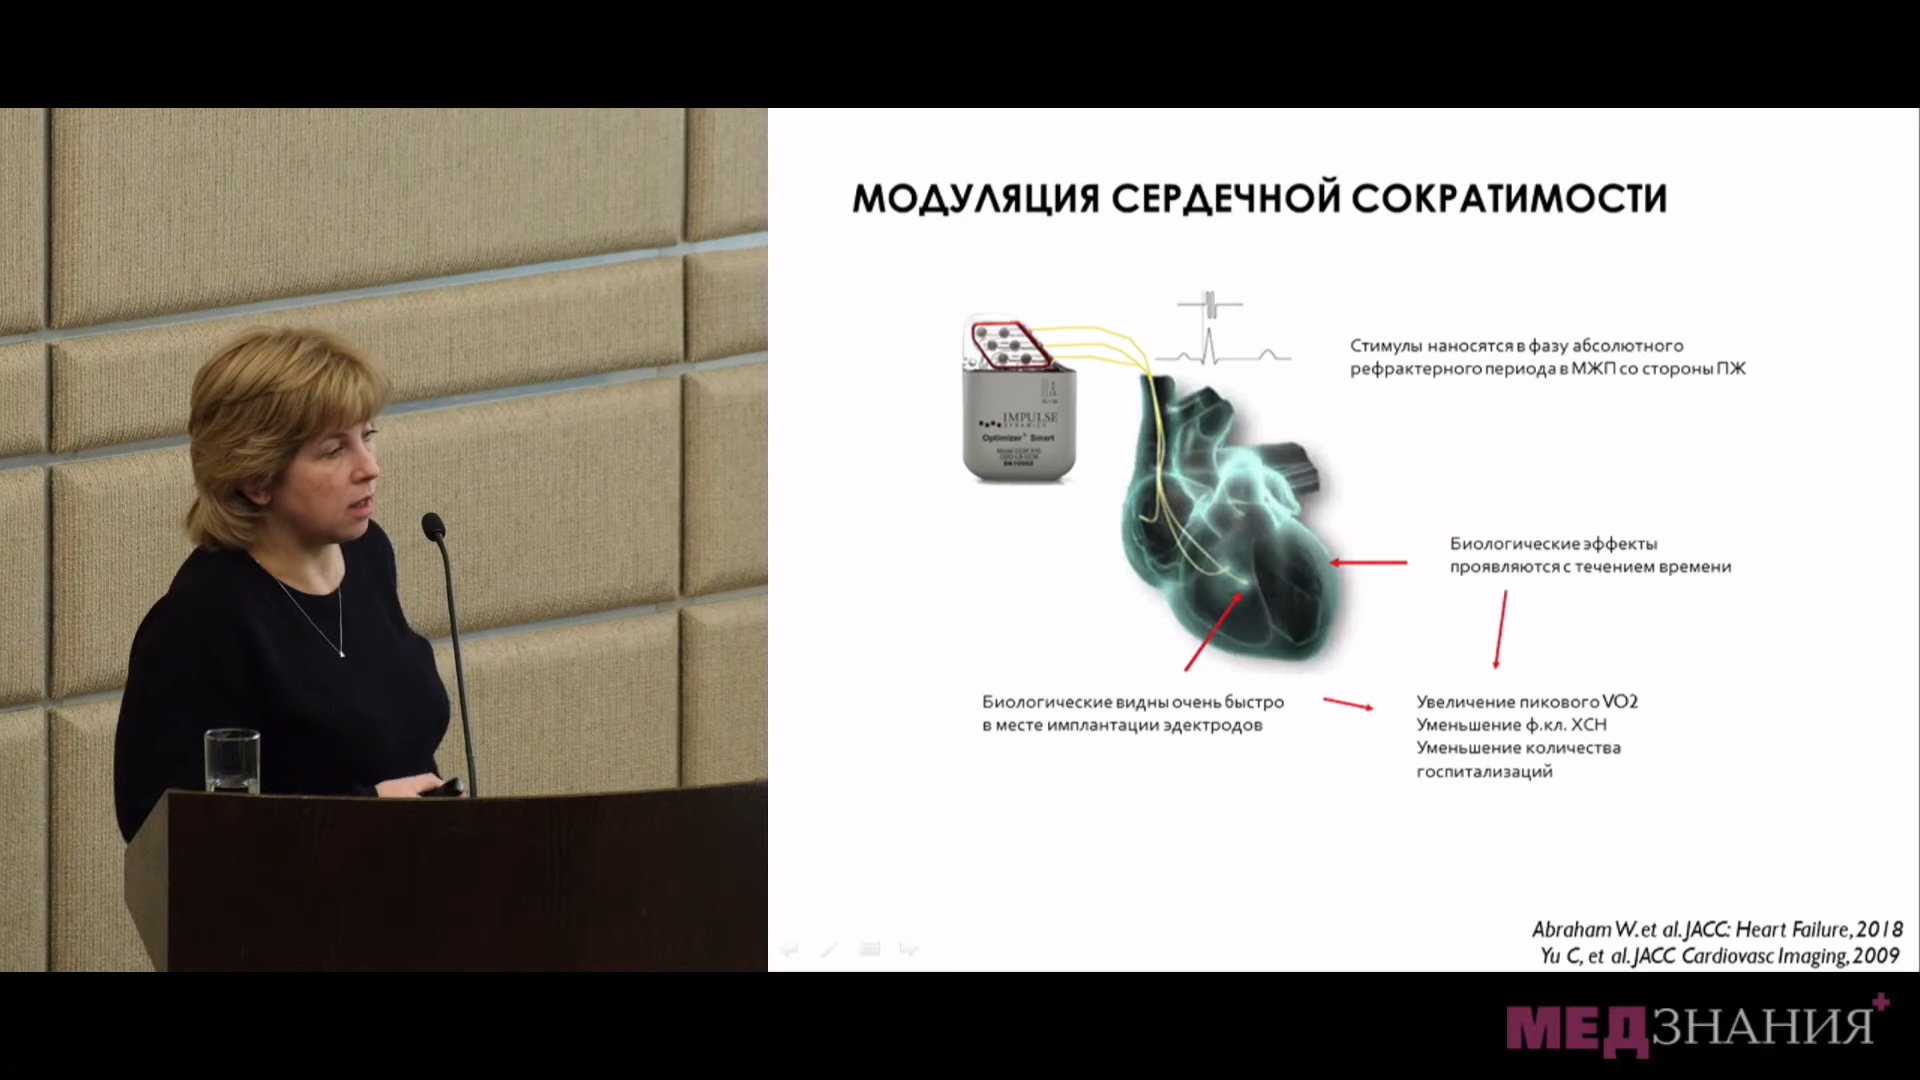 МОДУЛЯЦИЯ СЕРДЕЧНОЙ СОКРАТИМОСТИ
Стимулы наносятся в фазу абсолютного
рефрактерного периода в МЖП со стороны ПЖ
IMPULSE
DYNAMICS
Optimizer® Smart
Биологические эффекты
проявляются с течением времени
Биологические видны очень быстро
в месте имплантации эдектродов
Увеличение пикового VO2
Уменьшение ф.кл. ХСН
Уменьшение количества
госпитализаций
Abraham W. et al. JACC: Heart Failure, 2018
Yu C, et al. JACC Cardiovasc Imaging, 2009
МЕДЗНАНИЯ+